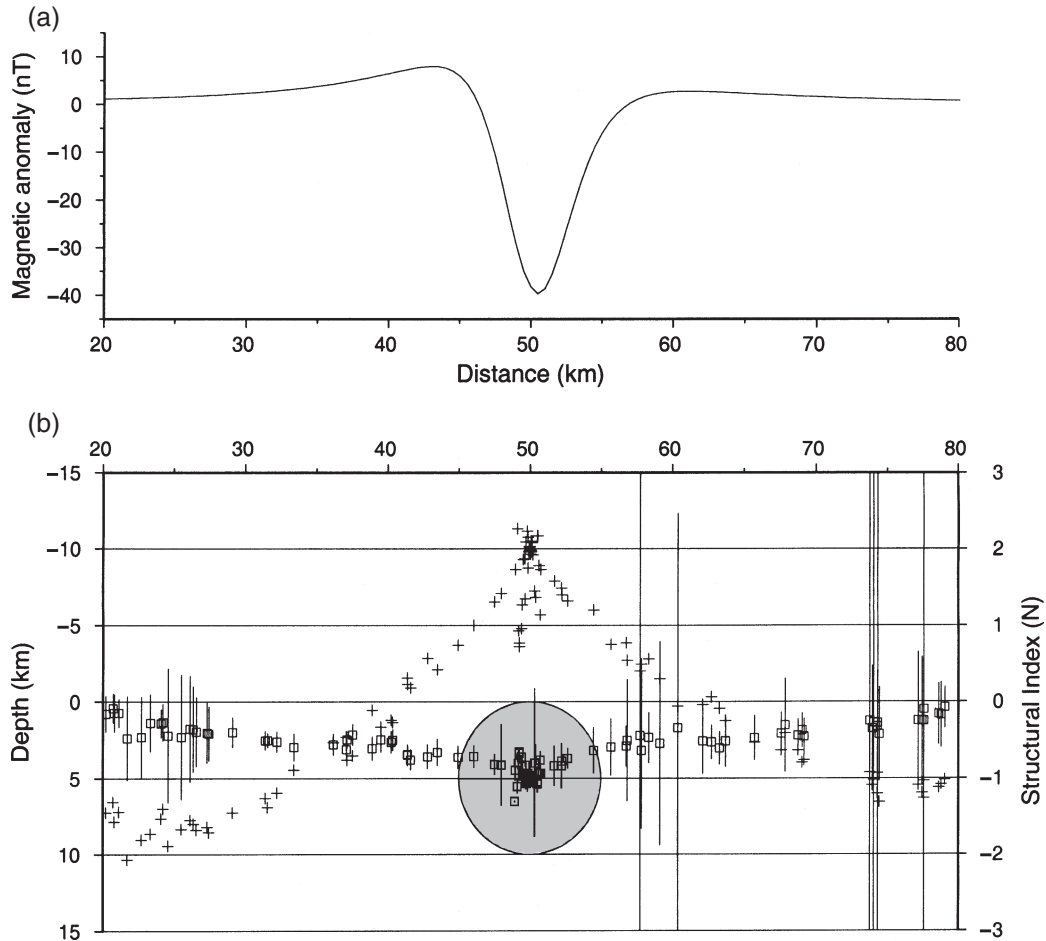 (a)
Magnetic anomaly (nT)
10
0
−10
−20
−30
−40
20 30 40 50 60 70 80
Distance (km)
(b)
20 30 40 50 60 70 80
Depth (km)
−15
−10
−5
0
5
10
15
3
2
1
0
−1
−2
−3
Structural Index (N)